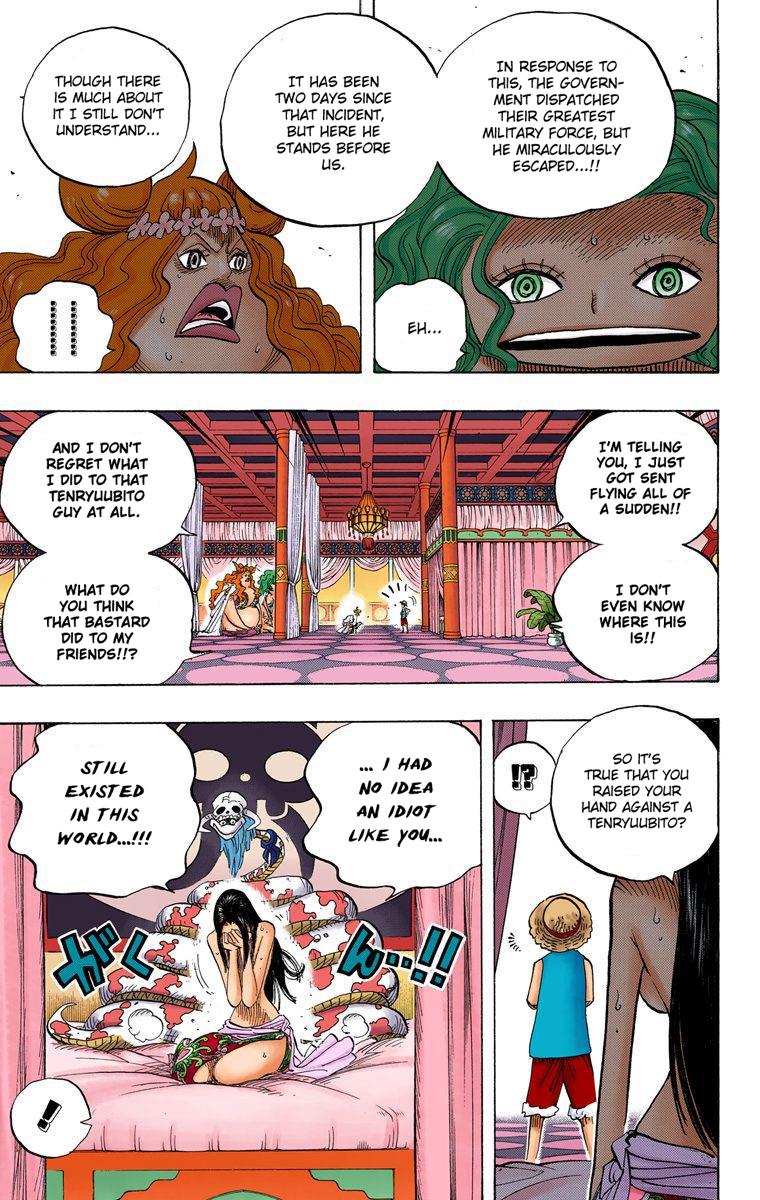 IN RESPONSE TO
THIS, THE GOVERN-
MENT DISPATCHED
THEIR GREATEST
MILITARY FORCE, BUT
HE MIRACULOUSLY
ESCAPED...!!
EH...
IT HAS BEEN
TWO DAYS SINCE
THAT INCIDENT,
BUT HERE HE
STANDS BEFORE
US.
THOUGH THERE
IS MUCH ABOUT
IT I STILL DON'T
UNDERSTAND...
I'M TELLING
YOU, I JUST
GOT SENT
FLYING ALL OF
A SUDDEN!!
I DON'T
EVEN KNOW
WHERE THIS
IS!!
AND I DON'T
REGRET WHAT
I DID TO THAT
TENRYUUBITO
GUY AT ALL.
WHAT DO
YOU THINK
THAT BASTARD
DID TO MY
FRIENDS!!?
SO IT'S
TRUE THAT YOU
RAISED YOUR
HAND AGAINST A
TENRYUUBITO?
!?
... I HAD
NO IDEA
AN IDIOT
LIKE YOU...
STILL
EXISTED
IN THIS
WORLD...!!!
がくん...!!
!